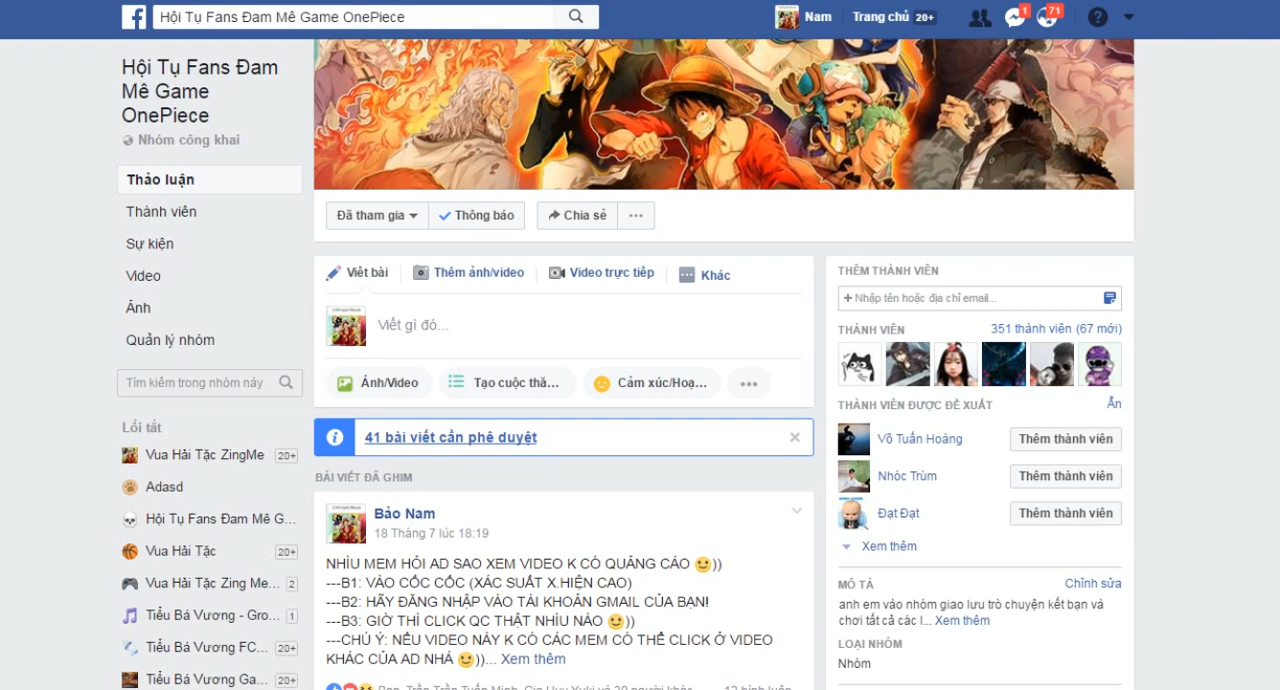 Hội Tụ Fans Đam Mê Game OnePiece
Nam
Trang chủ 20+
1
71
Hội Tụ Fans Đam
Mê Game
OnePiece
Nhóm công khai
Thảo luận
Thành viên
Sự kiện
Video
Ảnh
Quản lý nhóm
Tìm kiếm trong nhóm này
Lối tắt
Vua Hải Tặc ZingMe 20+
Adasd
Hội Tụ Fans Đam Mê G...
Vua Hải Tặc 20+
Vua Hải Tặc Zing Me... 2
Tiểu Bá Vương - Gro... 1
Tiểu Bá Vương FC... 20+
Tiểu Bá Vương Ga... 20+
Đã tham gia
Thông báo
Chia sẻ
Viết bài
Thêm ảnh/video
Video trực tiếp
Khác
Viết gì đó...
Ảnh/Video
Tạo cuộc thă...
Cảm xúc/Hoạ...
41 bài viết cần phê duyệt
BÀI VIẾT ĐÃ GHIM
Bảo Nam
18 Tháng 7 lúc 18:19
NHÌU MEM HỎI AD SAO XEM VIDEO K CÓ QUẢNG CÁO 🙂))
---B1: VÀO CỐC CỐC (XÁC SUẤT X.HIỆN CAO)
---B2: HÃY ĐĂNG NHẬP VÀO TÀI KHOẢN GMAIL CỦA BẠN!
---B3: GIỜ THÌ CLICK QC THẬT NHÌU NÀO 🙂))
---CHÚ Ý: NẾU VIDEO NÀY K CÓ CÁC MEM CÓ THỂ CLICK Ở VIDEO
KHÁC CỦA AD NHÁ 😉))... Xem thêm
THÊM THÀNH VIÊN
+ Nhập tên hoặc địa chỉ email...
THÀNH VIÊN
351 thành viên (67 mới)
THÀNH VIÊN ĐƯỢC ĐỀ XUẤT
Ẩn
Võ Tuấn Hoàng
Thêm thành viên
Nhóc Trùm
Thêm thành viên
Đạt Đạt
Thêm thành viên
Xem thêm
MÔ TẢ
Chỉnh sửa
anh em vào nhóm giao lưu trò chuyện kết bạn và
chơi tất cả các l... Xem thêm
LOẠI NHÓM
Nhóm